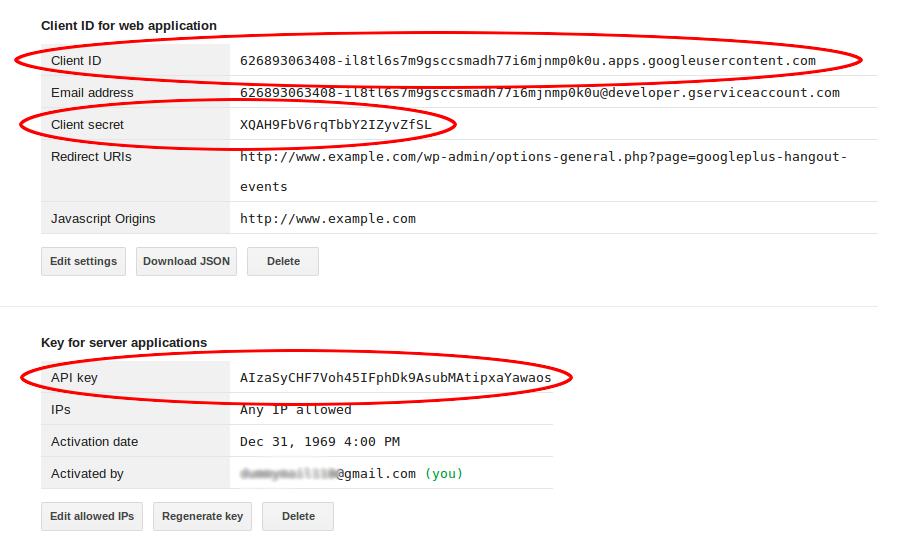 Client ID for web application
Client ID 626893063408-il8tl6s7m9gsccsmadh77i6mjnmp0k0u.apps.googleusercontent.com
Email address 626893063408-il8tl6s7m9gsccsmadh77i6mjnmp0k0u@developer.gserviceaccount.com
Client secret XQAH9FbV6rqTbbY2IZyvZfSL
Redirect URIs http://www.example.com/wp-admin/options-general.php?page=googleplus-hangout-
events
Javascript Origins http://www.example.com
Edit settings Download JSON Delete
Key for server applications
API key AIzaSyCHF7Voh45IFphDk9AsubMAtipxaYawaos
IPs Any IP allowed
Activation date Dec 31, 1969 4:00 PM
Activated by @gmail.com (you)
Edit allowed IPs Regenerate key Delete